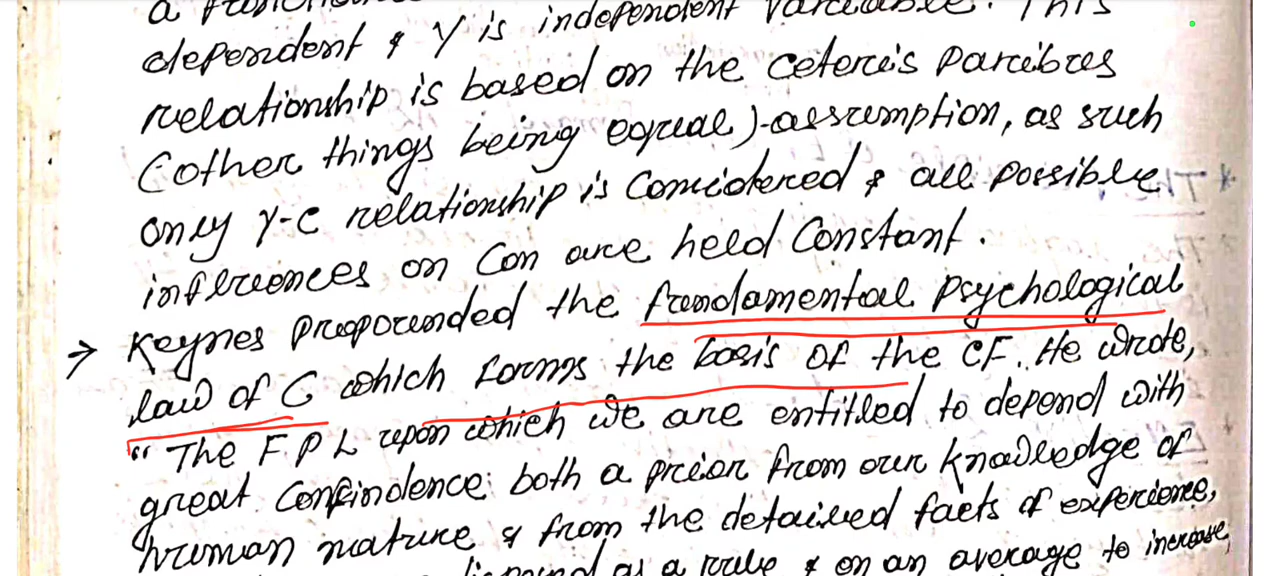 dependent & Y is independent variable. This
relationship is based on the ceteris paribus
(other things being equal)-assumption, as such
only Y-C relationship is considered & all possible
influences on Con are held constant.
→ Keynes propounded the fundamental psychological
law of C which forms the basis of the CF. He wrote,
"The FPL upon which we are entitled to depend with
great confindence both a prior from our knowledge of
human nature & from the detailed facts of experience,
as a rule & on an average to increase